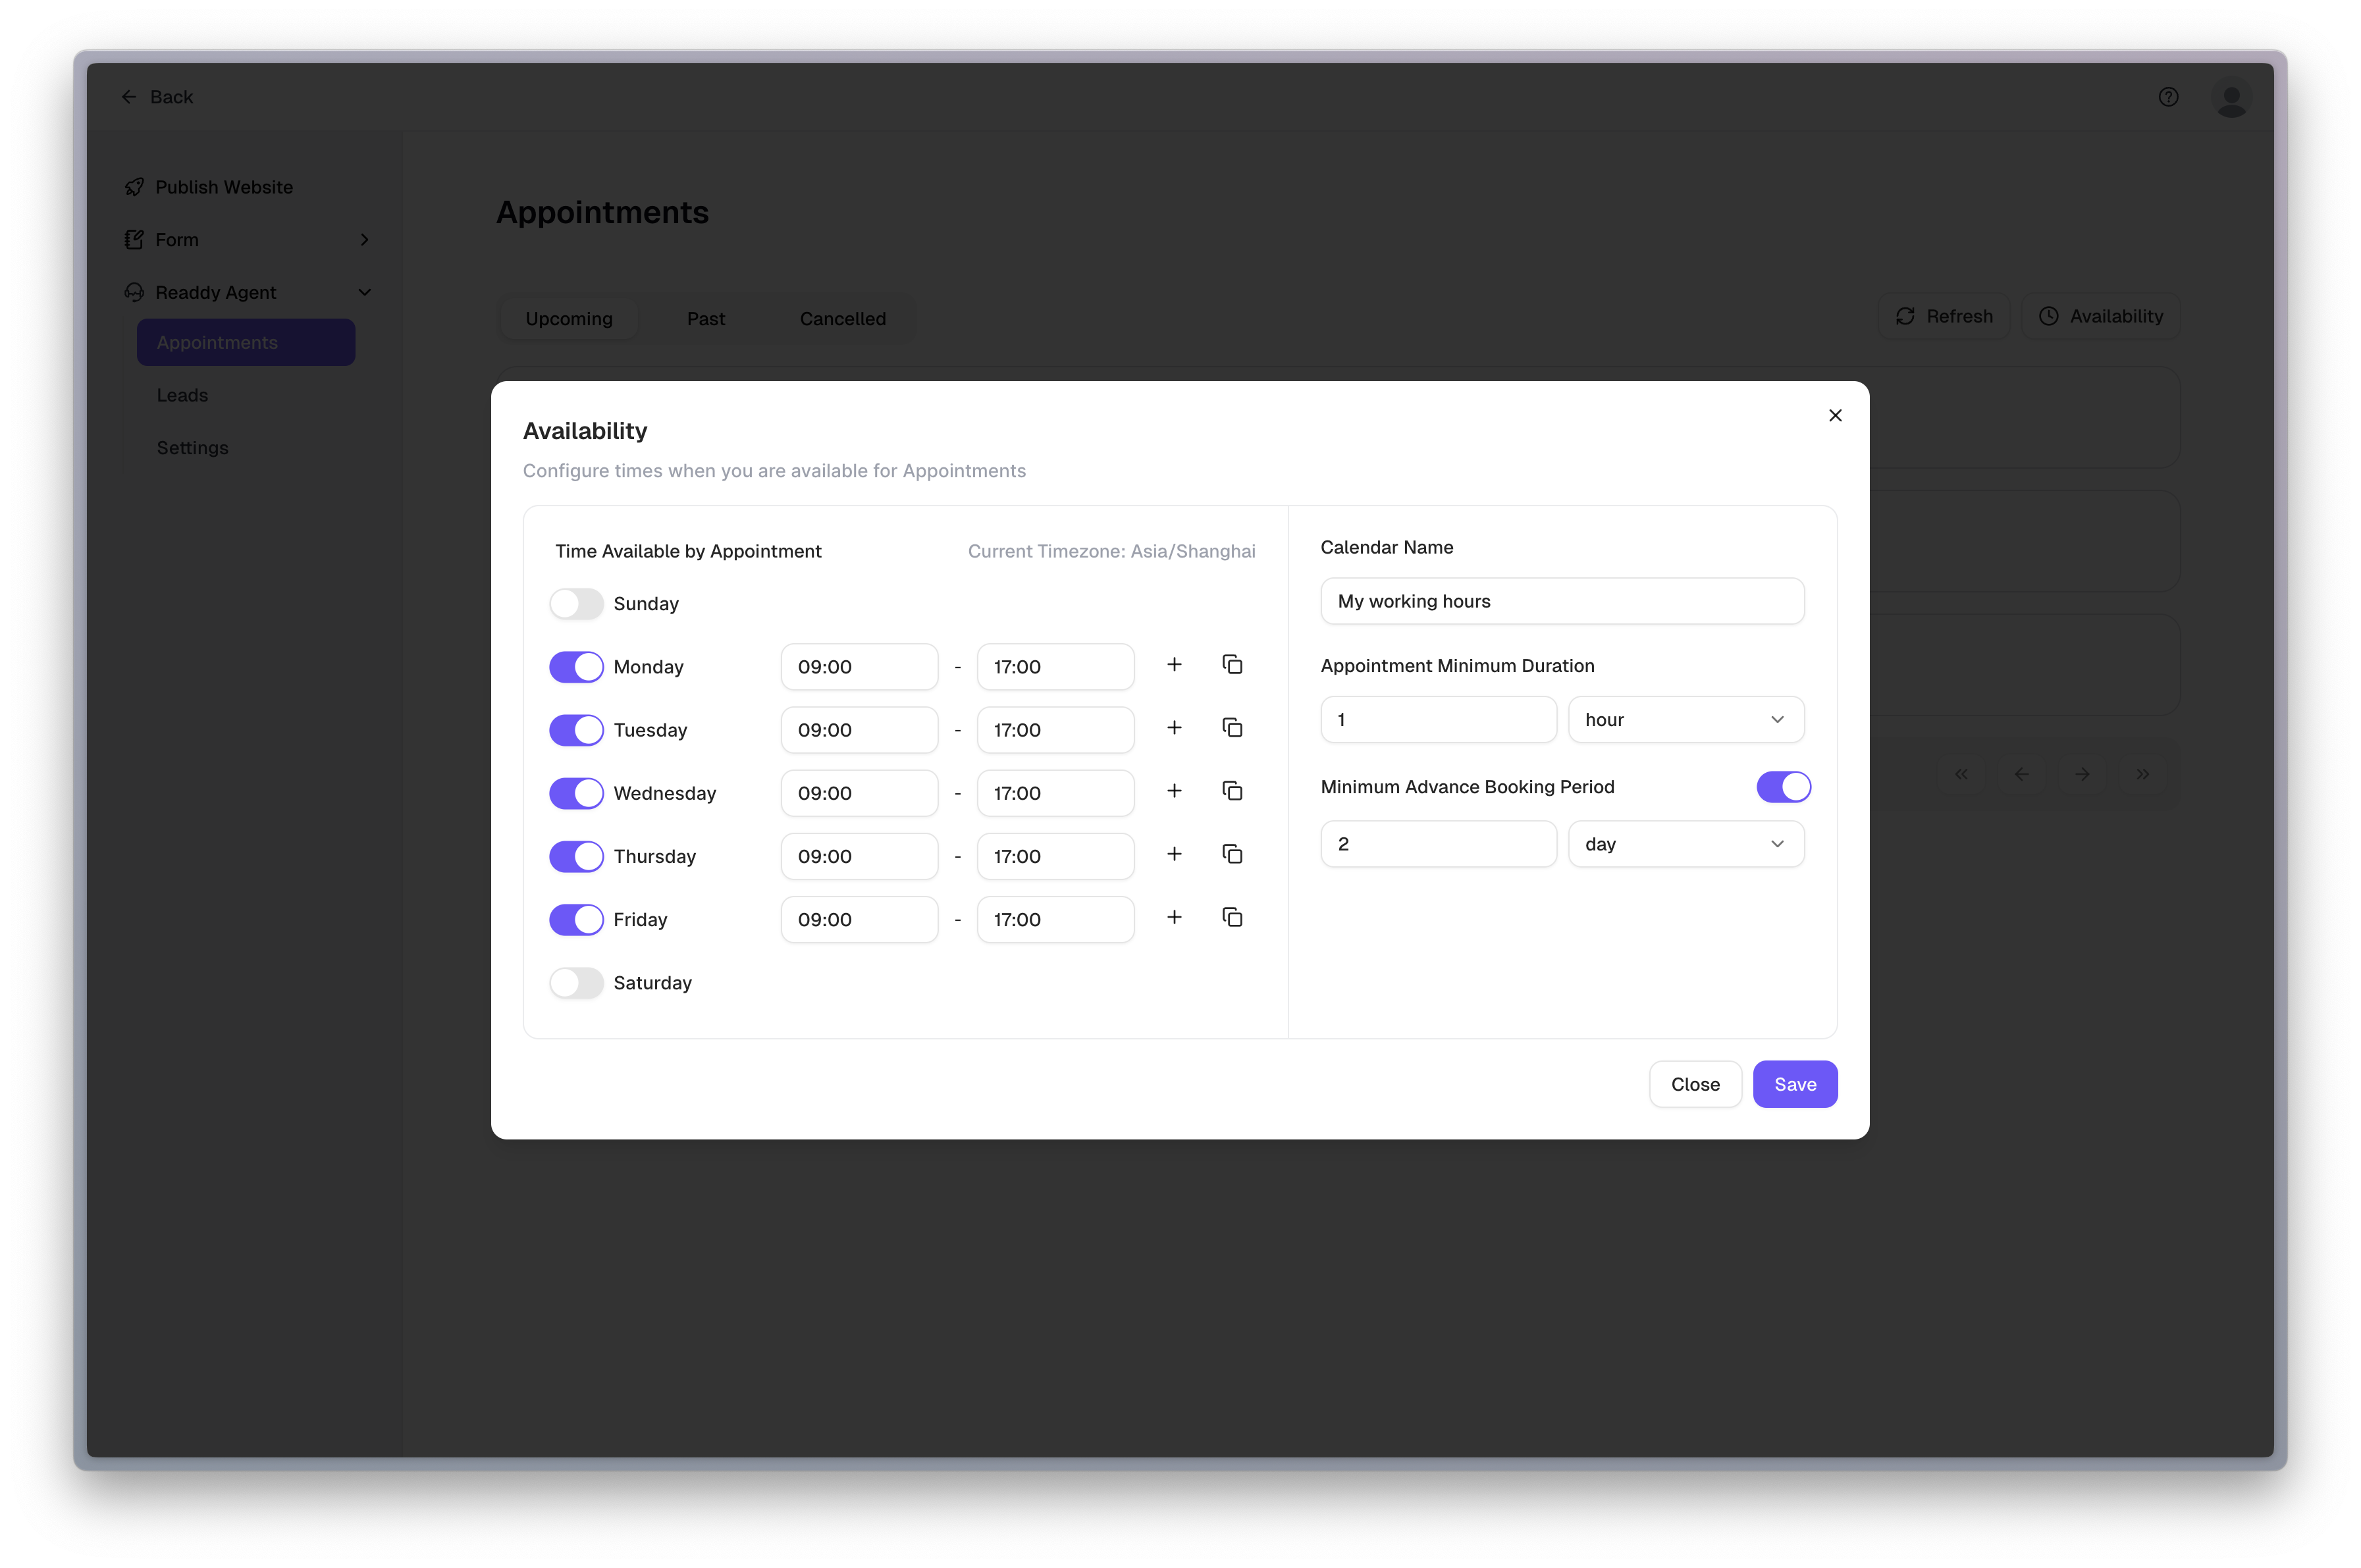 Back
Publish Website
Form
Readdy Agent
Appointments
Leads
Settings
Appointments
Upcoming Past Cancelled
Refresh Availability
Availability
Configure times when you are available for Appointments
Time Available by Appointment Current Timezone: Asia/Shanghai
Sunday
Monday 09:00 - 17:00
Tuesday 09:00 - 17:00
Wednesday 09:00 - 17:00
Thursday 09:00 - 17:00
Friday 09:00 - 17:00
Saturday
Calendar Name
My working hours
Appointment Minimum Duration
1 hour
Minimum Advance Booking Period
2 day
Close Save